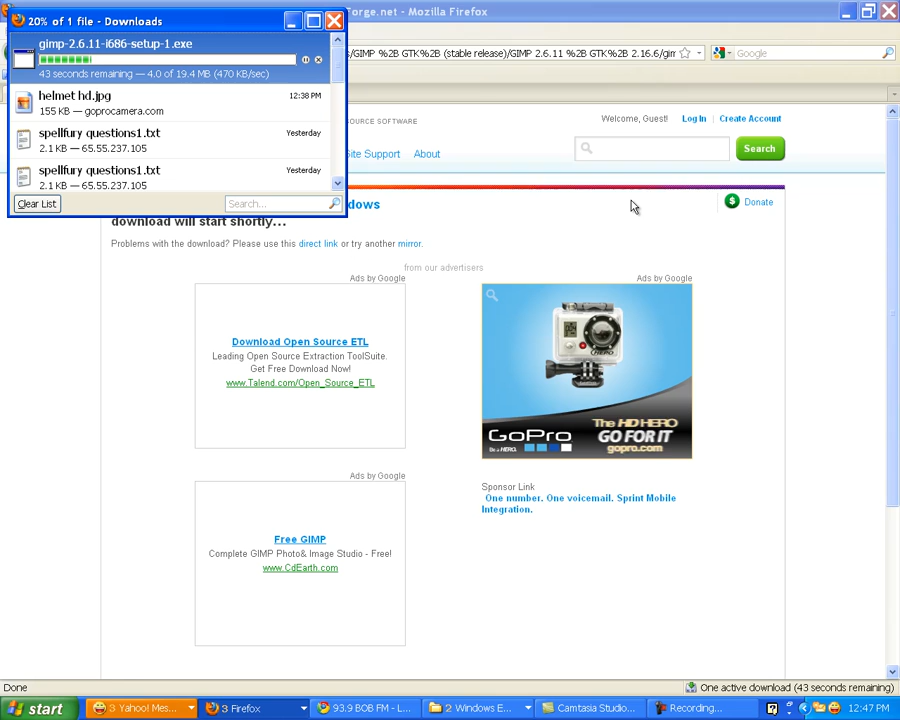 20% of 1 file - Downloads
Torge.net - Mozilla Firefox
gimp-2.6.11-i686-setup-1.exe
43 seconds remaining — 4.0 of 19.4 MB (470 KB/sec)
s/GIMP %2B GTK%2B (stable release)/GIMP 2.6.11 %2B GTK%2B 2.16.6/gim
Google
helmet hd.jpg
12:38 PM
155 KB — goprocamera.com
spellfury questions1.txt
Yesterday
2.1 KB — 65.55.237.105
spellfury questions1.txt
Yesterday
2.1 KB — 65.55.237.105
Clear List
Search...
OURCE SOFTWARE
Welcome, Guest!
Log In
Create Account
Site Support
About
Search
dows
Donate
download will start shortly...
Problems with the download? Please use this direct link or try another mirror.
from our advertisers
Ads by Google
Ads by Google
Download Open Source ETL
Leading Open Source Extraction ToolSuite.
Get Free Download Now!
www.Talend.com/Open_Source_ETL
HERO
GoPro
Be a HERO.
The HD HERO
GO FOR IT
gopro.com
Ads by Google
Sponsor Link
One number. One voicemail. Sprint Mobile
Integration.
Free GIMP
Complete GIMP Photo& Image Studio - Free!
www.CdEarth.com
Done
One active download (43 seconds remaining)
start
3 Yahoo! Mes...
3 Firefox
93.9 BOB FM - L...
2 Windows E...
Camtasia Studio...
Recording...
12:47 PM